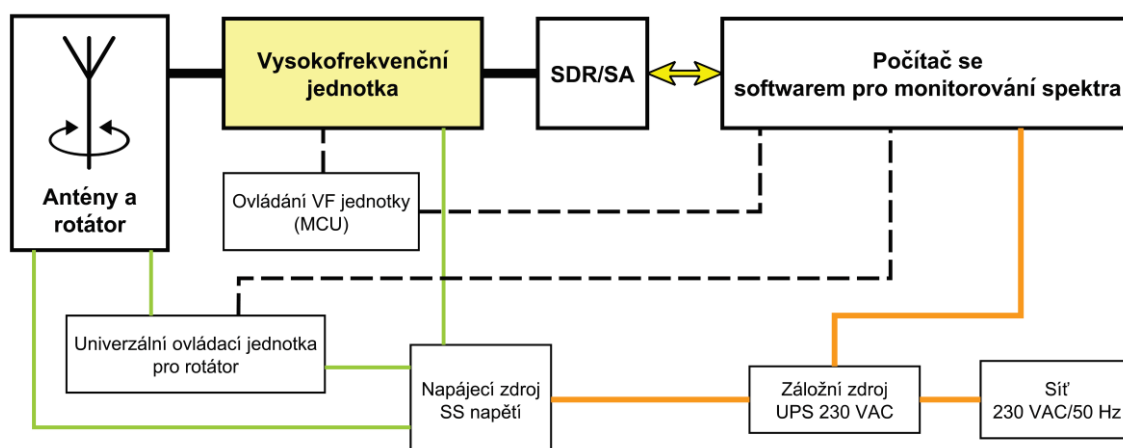 Antény a
rotátor
Vysokofrekvenční
jednotka
SDR/SA
Počítač se
softwarem pro monitorování spektra
Ovládání VF jednotky
(MCU)
Univerzální ovládací jednotka
pro rotátor
Napájecí zdroj
SS napětí
Záložní zdroj
UPS 230 VAC
Síť
230 VAC/50 Hz